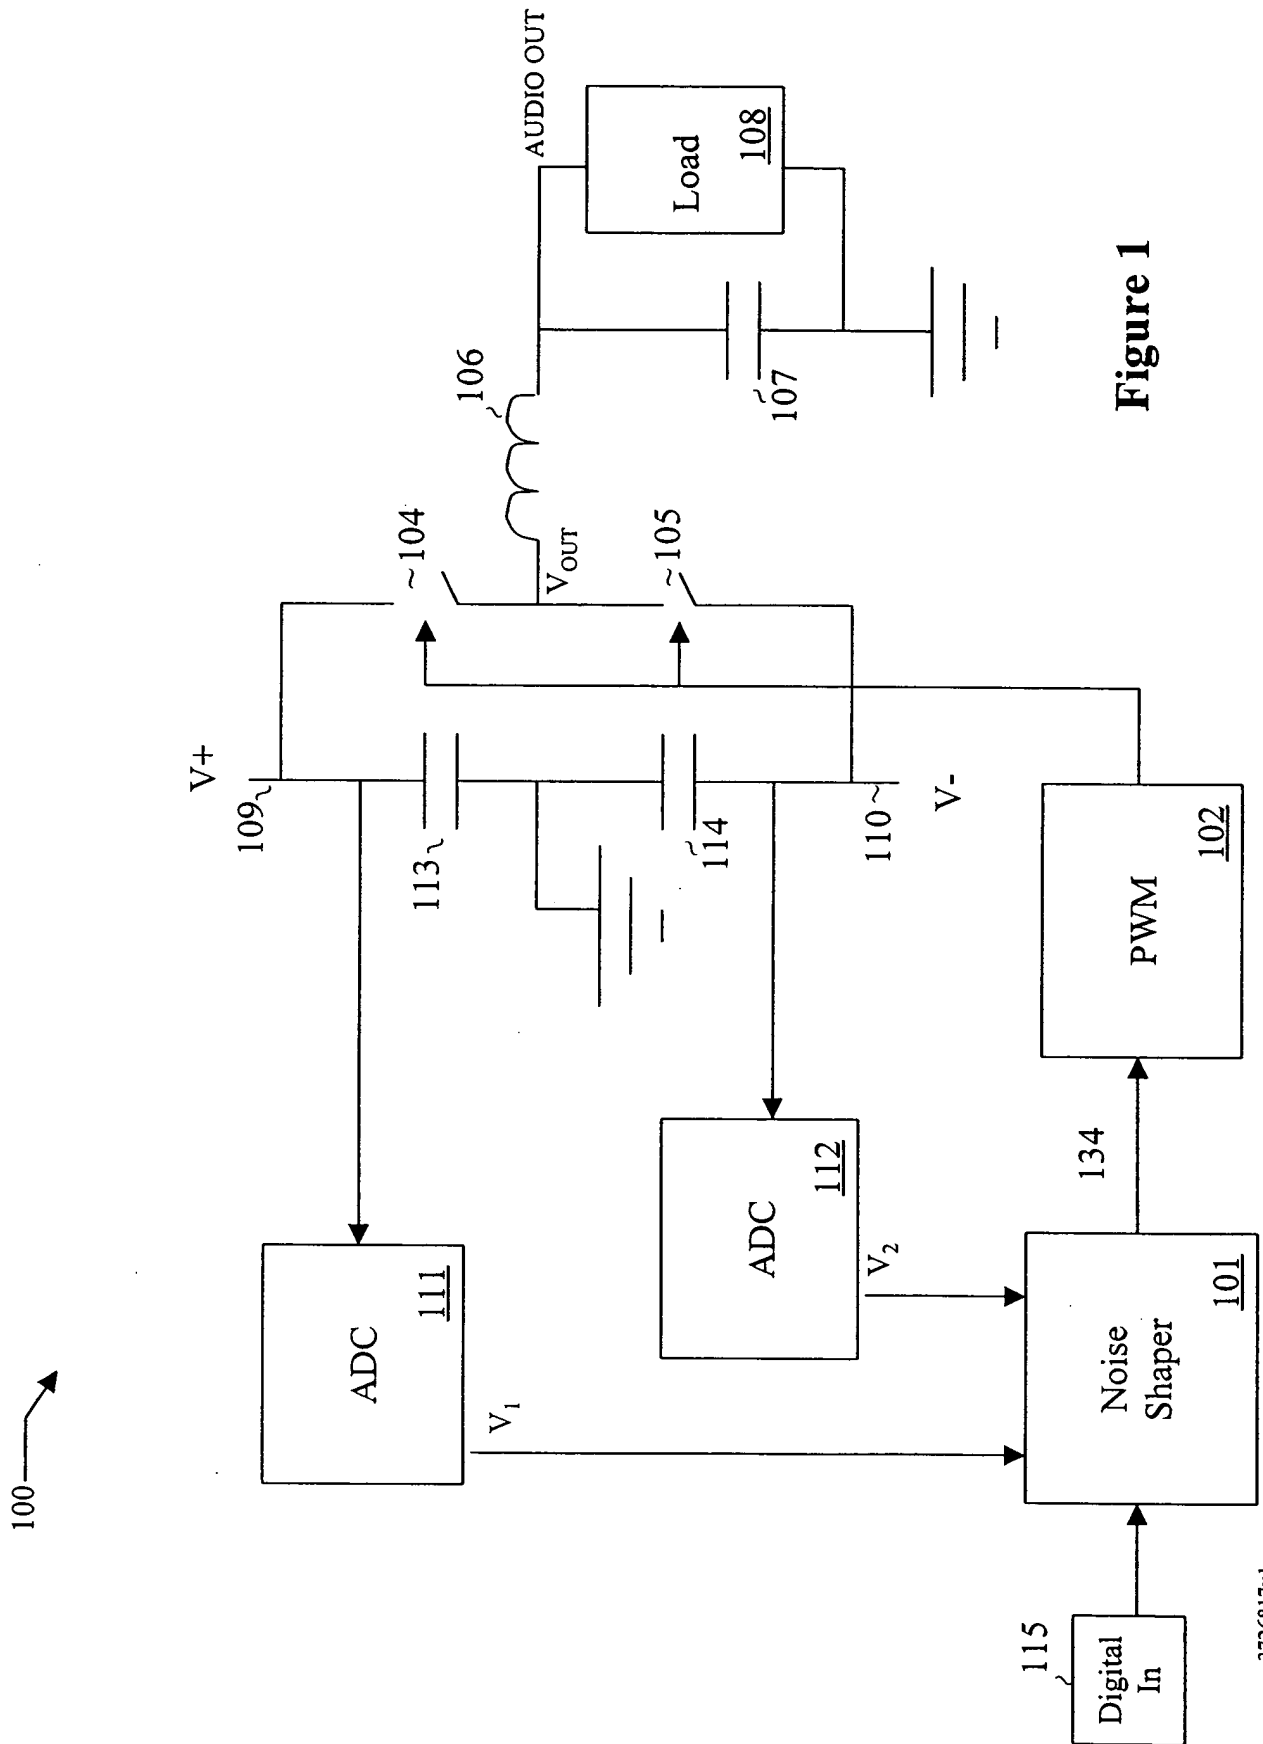 100
ADC
111
V1
ADC
112
V2
115
Digital
In
Noise
Shaper
101
134
PWM
102
109
V+
113
114
110
V-
104
105
VOUT
106
107
AUDIO OUT
Load
108
Figure 1